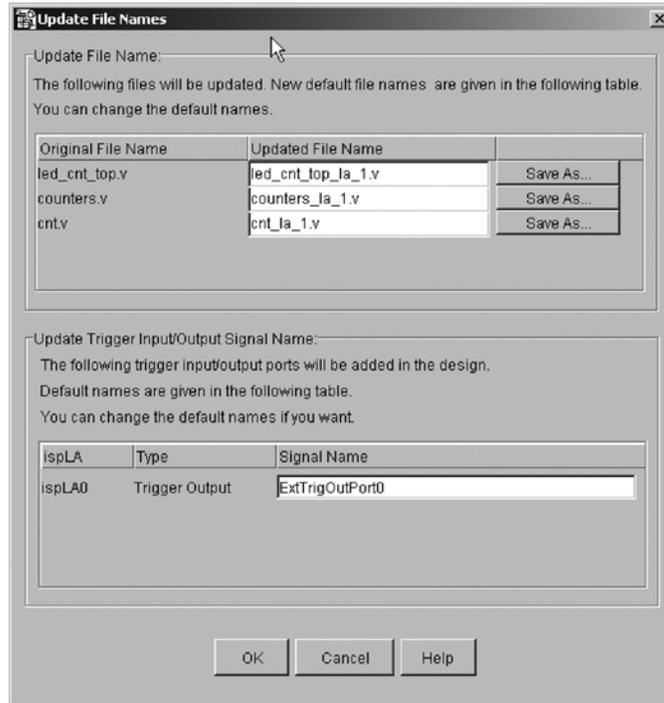 Update File Names
Update File Name:
The following files will be updated. New default file names are given in the following table.
You can change the default names.
Original File Name Updated File Name
led_cnt_top.v led_cnt_top_la_1.v Save As...
counters.v counters_la_1.v Save As...
cnt.v cnt_la_1.v Save As...
Update Trigger Input/Output Signal Name:
The following trigger input/output ports will be added in the design.
Default names are given in the following table.
You can change the default names if you want.
ispLA Type Signal Name
ispLA0 Trigger Output ExtTrigOutPort0
OK Cancel Help